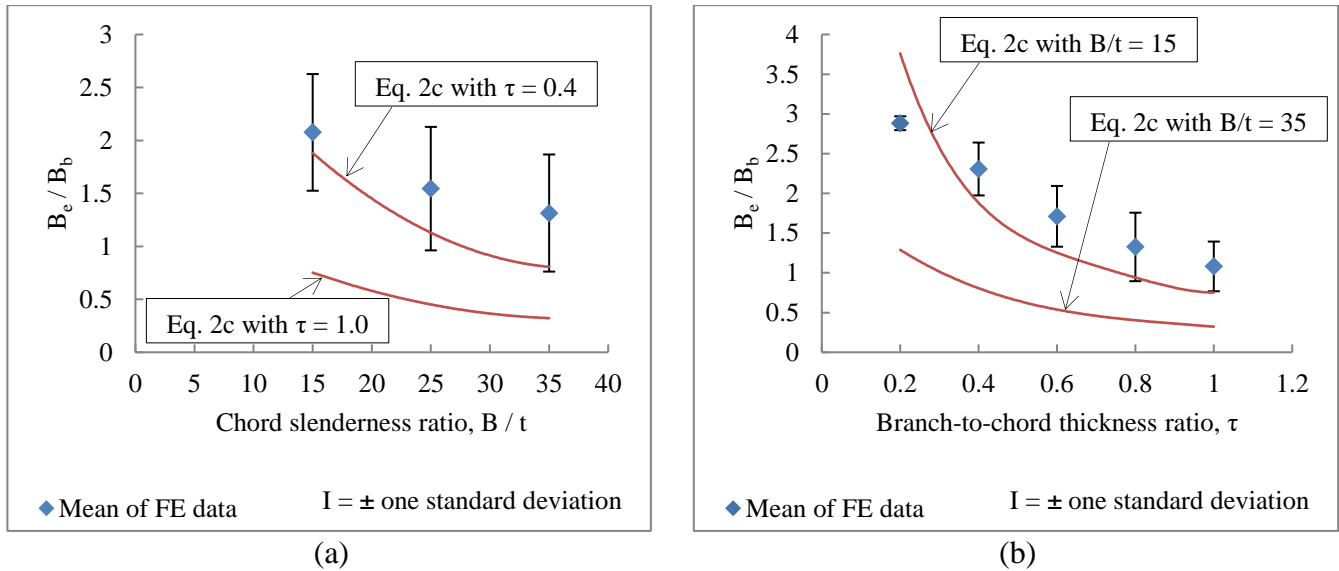 3
2.5
2
1.5
1
0.5
0
B_e / B_b
Eq. 2c with τ = 0.4
Eq. 2c with τ = 1.0
0 5 10 15 20 25 30 35 40
Chord slenderness ratio, B / t
Mean of FE data I = ± one standard deviation
(a)
4
3.5
3
2.5
2
1.5
1
0.5
0
B_e / B_b
Eq. 2c with B/t = 15
Eq. 2c with B/t = 35
0 0.2 0.4 0.6 0.8 1 1.2
Branch-to-chord thickness ratio, τ
Mean of FE data I = ± one standard deviation
(b)